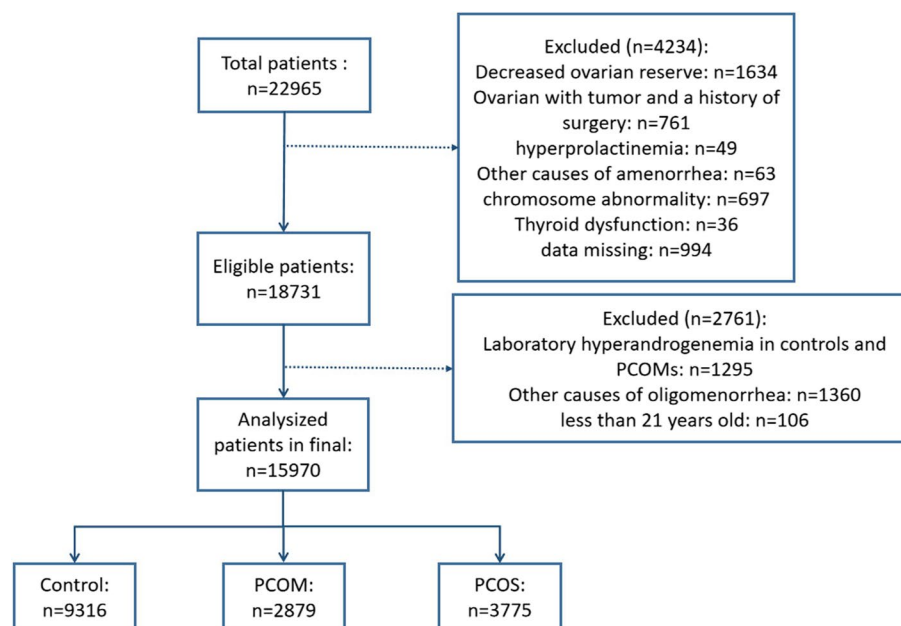 Total patients :
n=22965
Excluded (n=4234):
Decreased ovarian reserve: n=1634
Ovarian with tumor and a history of
surgery: n=761
hyperprolactinemia: n=49
Other causes of amenorrhea: n=63
chromosome abnormality: n=697
Thyroid dysfunction: n=36
data missing: n=994
Eligible patients:
n=18731
Excluded (n=2761):
Laboratory hyperandrogenemia in controls and
PCOMs: n=1295
Other causes of oligomenorrhea: n=1360
less than 21 years old: n=106
Analysized
patients in final:
n=15970
Control:
n=9316
PCOM:
n=2879
PCOS:
n=3775